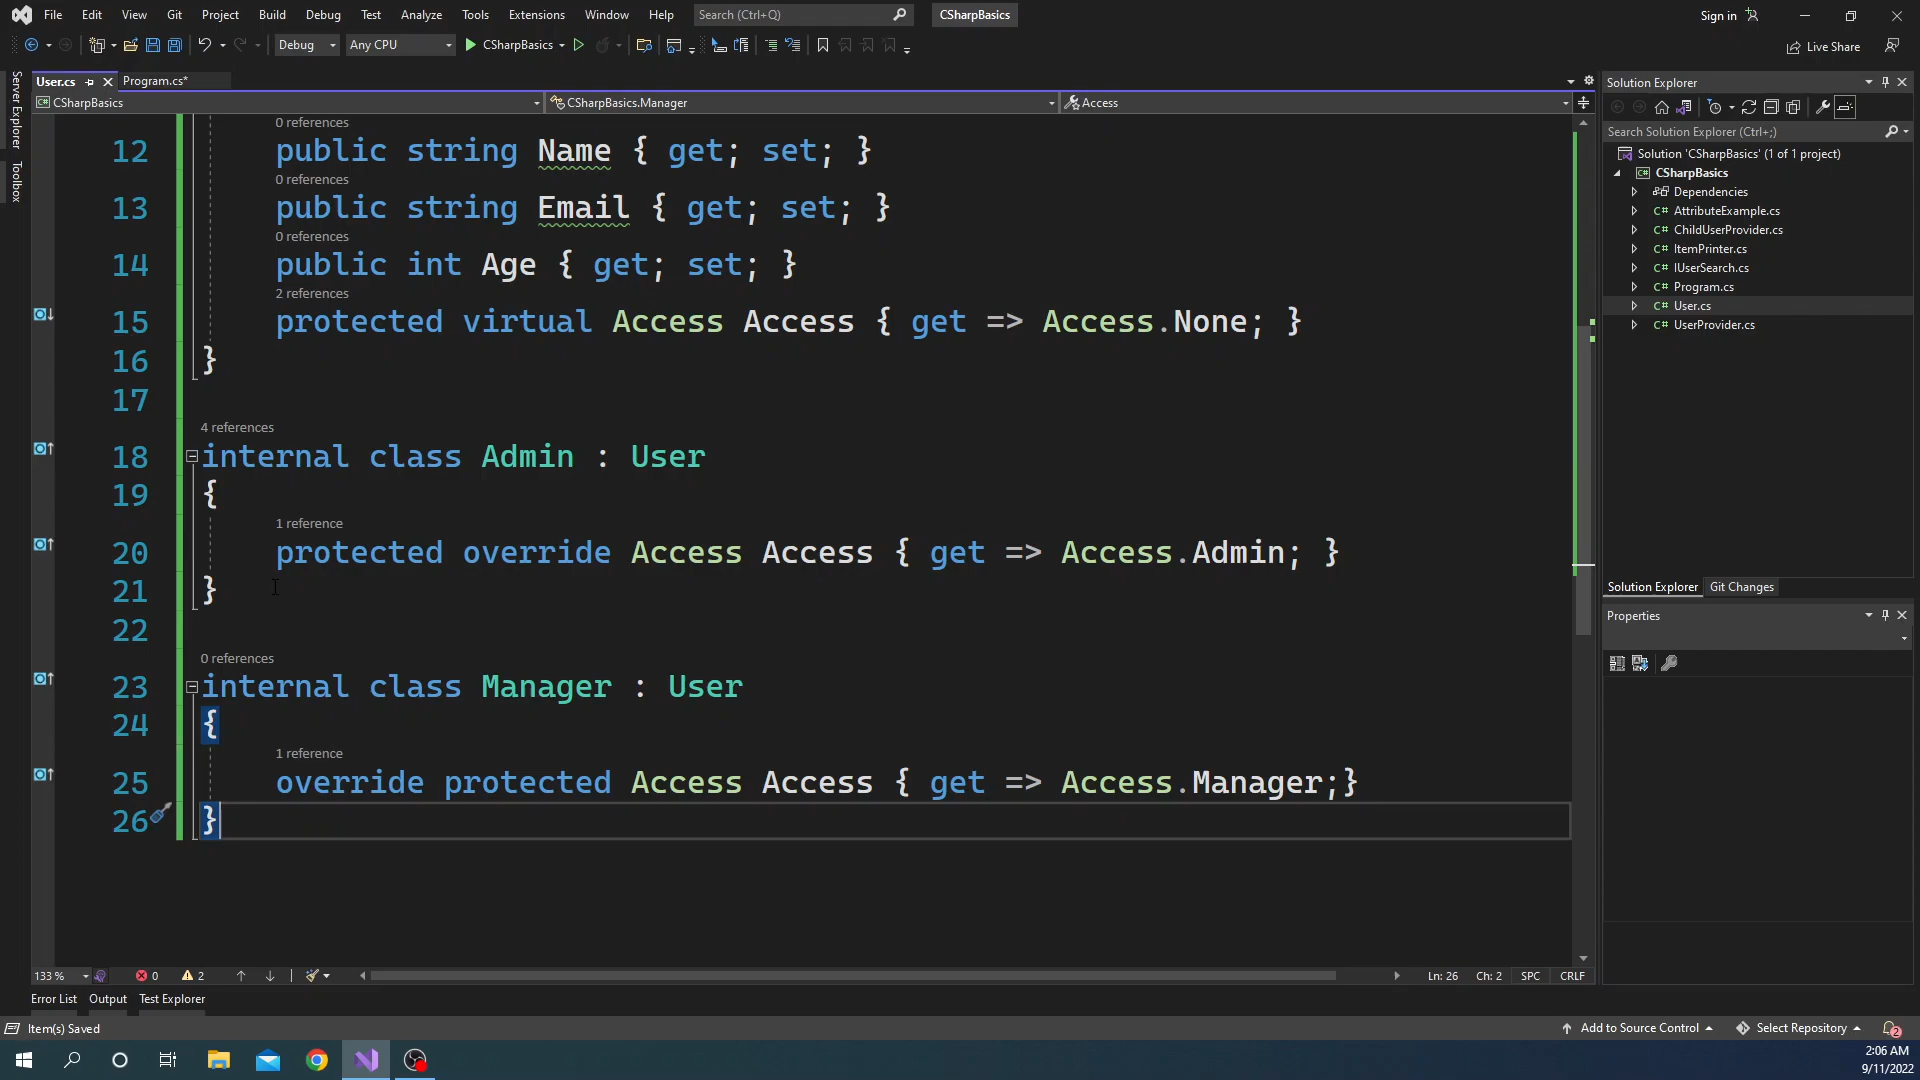 File Edit View Git Project Build Debug Test Analyze Tools Extensions Window Help Search (Ctrl+Q) CSharpBasics Sign in
Debug Any CPU CSharpBasics Live Share
Server Explorer
Toolbox
User.cs Program.cs*
CSharpBasics CSharpBasics.Manager Access
0 references
12 public string Name { get; set; }
0 references
13 public string Email { get; set; }
0 references
14 public int Age { get; set; }
2 references
15 protected virtual Access Access { get => Access.None; }
16 }
17
4 references
18 internal class Admin : User
19 {
1 reference
20 protected override Access Access { get => Access.Admin; }
21 }
22
0 references
23 internal class Manager : User
24 {
1 reference
25 override protected Access Access { get => Access.Manager;}
26 }
133 % 0 2 Ln: 26 Ch: 2 SPC CRLF
Error List Output Test Explorer
Solution Explorer
Search Solution Explorer (Ctrl+;)
Solution 'CSharpBasics' (1 of 1 project)
CSharpBasics
Dependencies
C# AttributeExample.cs
C# ChildUserProvider.cs
C# ItemPrinter.cs
C# IUserSearch.cs
C# Program.cs
C# User.cs
C# UserProvider.cs
Solution Explorer Git Changes
Properties
Item(s) Saved Add to Source Control Select Repository 2
2:06 AM
9/11/2022